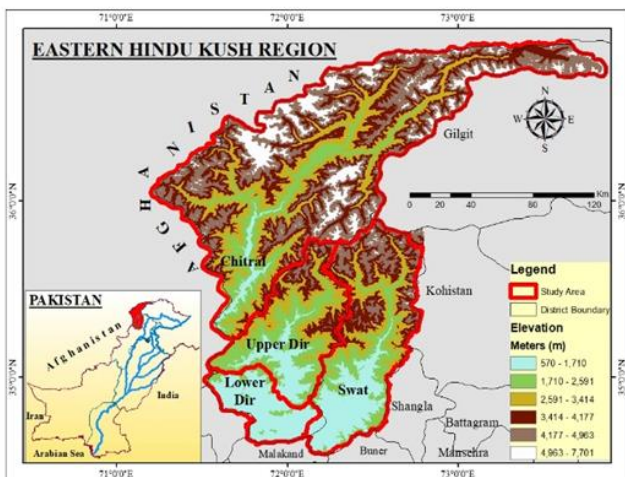 71°0'0"E
72°0'0"E
73°0'0"E
EASTERN HINDU KUSH REGION
AFGHANISTAN
N
W
E
S
Gilgit
36°0'0"N
36°0'0"N
0 20 40 80 120
Km
Chitral
Kohistan
Upper Dir
Lower Dir
Swat
Shangla
Battagram
Mansehra
Buner
Malakand
35°0'0"N
35°0'0"N
PAKISTAN
Afghanistan
India
Iran
Arabian Sea
Legend
Study Area
District Boundary
Elevation
Meters (m)
570 - 1,710
1,710 - 2,591
2,591 - 3,414
3,414 - 4,177
4,177 - 4,963
4,963 - 7,701
71°0'0"E
72°0'0"E
73°0'0"E